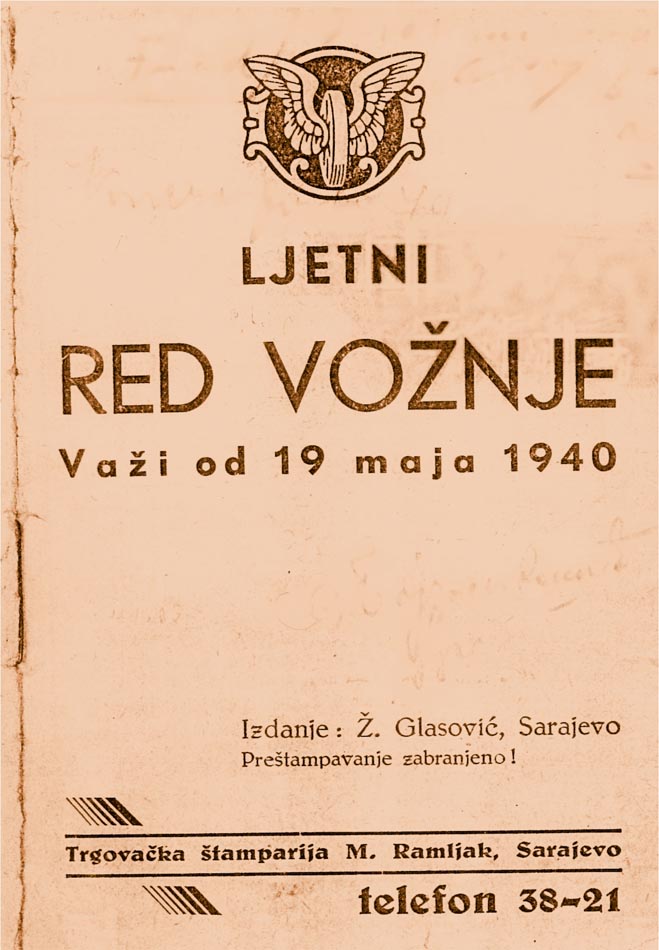 LJETNI
RED VOŽNJE
Važi od 19 maja 1940
Izdanje: Ž. Glasović, Sarajevo
Preštampavanje zabranjeno!
Trgovačka štamparija M. Ramljak, Sarajevo
telefon 38-21